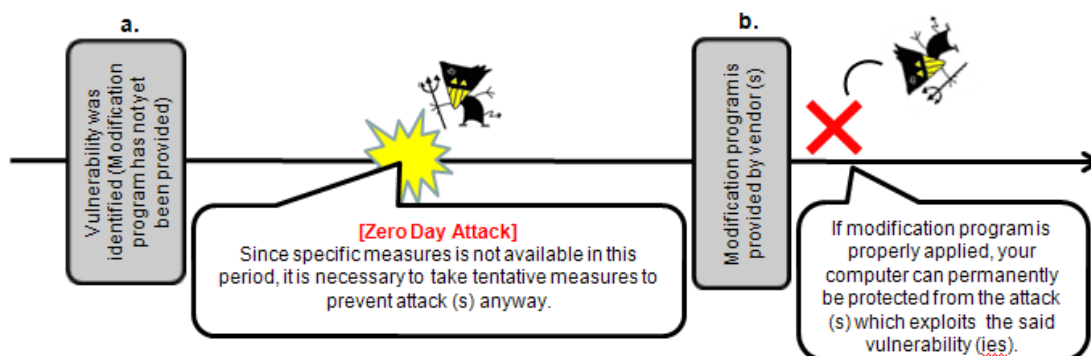 a.
Vulnerability was
identified (Modification
program has not yet
been provided)
[Zero Day Attack]
Since specific measures is not available in this
period, it is necessary to take tentative measures to
prevent attack (s) anyway.
b.
Modification program is
provided by vendor (s)
If modification program is
properly applied, your
computer can permanently
be protected from the attack
(s) which exploits the said
vulnerability (ies).